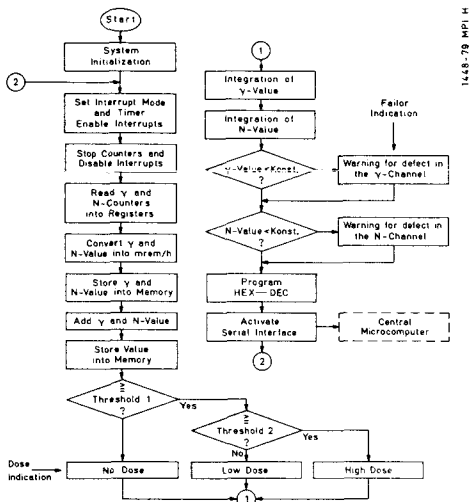 Start
System
Initialization
2
Set Interrupt Mode
and Timer
Enable Interrupts
Stop Counters and
Disable Interrupts
Read γ and
N-Counters
into Registers
Convert γ and
N-Value into mrem/h
Store γ and
N-Value into Memory
Add γ and N-Value
Store Value
into Memory
≥
Threshold 1
?
Yes
≥
Threshold 2
?
Yes
No
Dose
indication
No Dose
Low Dose
High Dose
1
1
Integration of
γ-Value
Integration of
N-Value
Failor
Indication
γ-Value<Konst.
?
Warning for defect in
the γ-Channel
N-Value<Konst.
?
Warning for defect in
the N-Channel
Program
HEX—DEC
Activate
Serial Interface
Central
Microcomputer
2
1448-79 MPI H